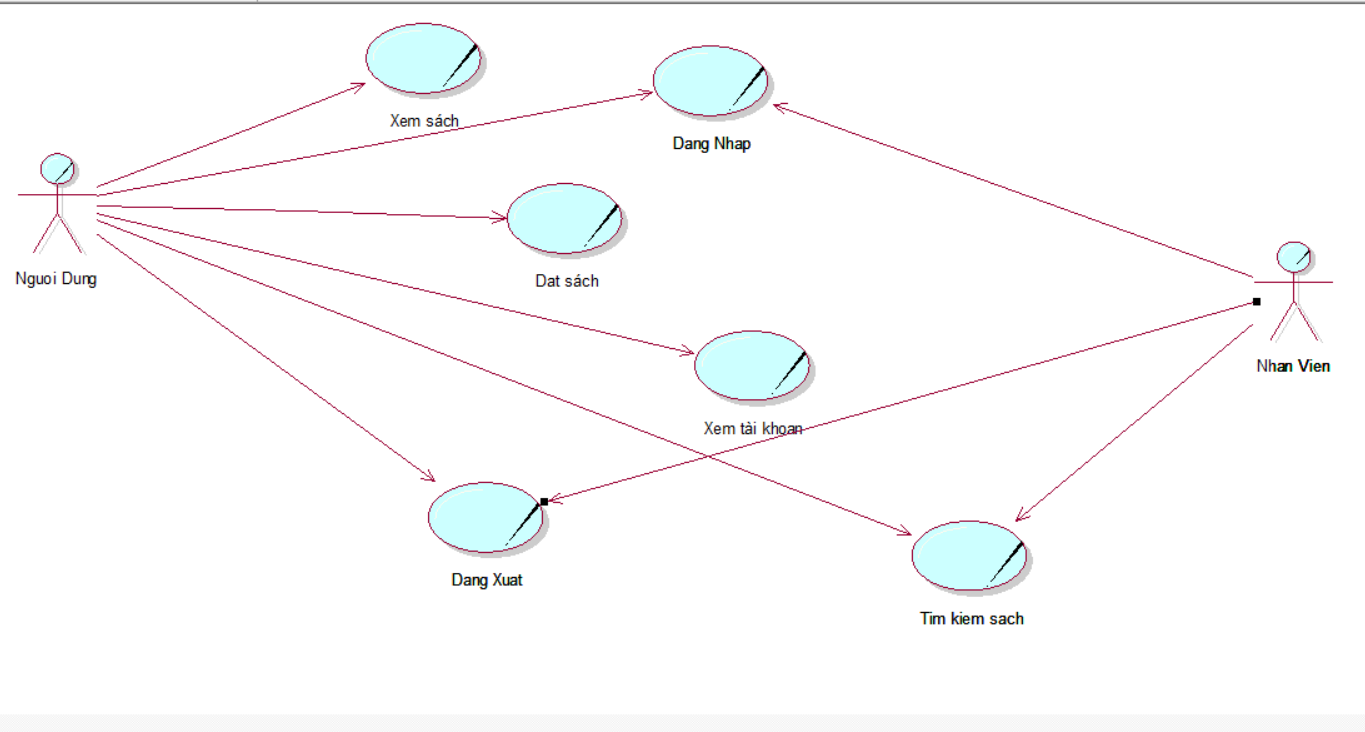 Xem sách
Dang Nhap
Nguoi Dung
Dat sách
Nhan Vien
Xem tài khoan
Dang Xuat
Tim kiem sach